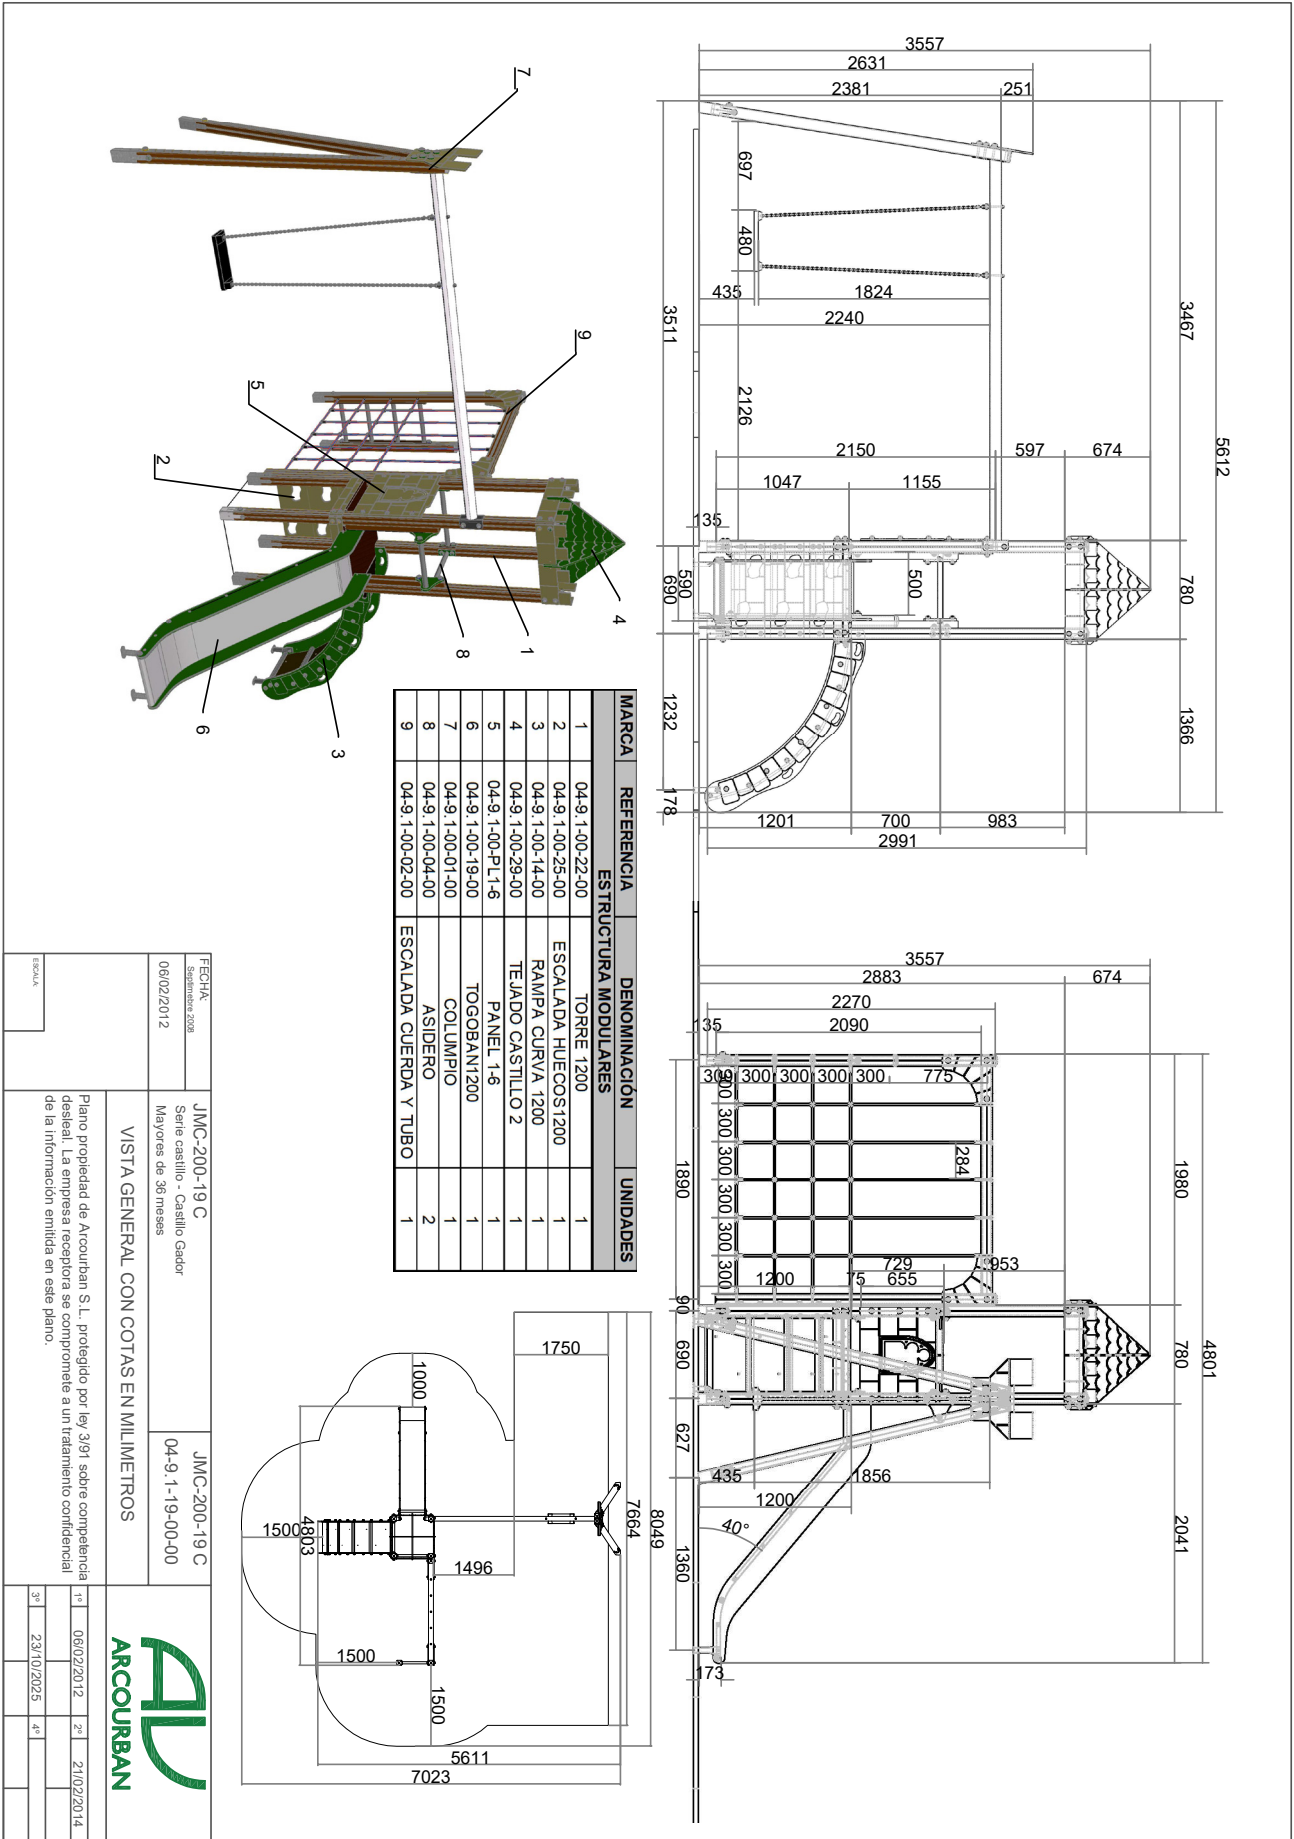 3557
2631
2381
251
697
480
435
1824
2240
2126
3511
3467
5612
2150
597
674
1047
1155
135
590
690
500
780
1232
1366
178
1201
700
983
2991
7
9
5
2
4
1
8
3
6
MARCA REFERENCIA DENOMINACIÓN UNIDADES
ESTRUCTURA MODULARES
1 04-9.1-00-22-00 TORRE 1200 1
2 04-9.1-00-25-00 ESCALADA HUECOS1200 1
3 04-9.1-00-14-00 RAMPA CURVA 1200 1
4 04-9.1-00-29-00 TEJADO CASTILLO 2 1
5 04-9.1-00-PL1-6 PANEL 1-6 1
6 04-9.1-00-19-00 TOGOBAN1200 1
7 04-9.1-00-01-00 COLUMPIO 1
8 04-9.1-00-04-00 ASIDERO 2
9 04-9.1-00-02-00 ESCALADA CUERDA Y TUBO 1
3557
2883
674
2270
2090
135
300 300 300 300 300 775
300 300 300 300 300 300
284
1890
1980
729
953
1200
75
655
90
690
780
4801
627
435
1856
1200
40°
1360
2041
173
1750
1000
8049
7664
1500
4803
1496
1500
1500
5611
7023
FECHA:
Septiembre 2008
06/02/2012
ESCALA:
JMC-200-19 C
Serie castillo - Castillo Gador
Mayores de 36 meses
JMC-200-19 C
04-9.1-19-00-00
VISTA GENERAL CON COTAS EN MILIMETROS
Plano propiedad de Arcourban S.L. protegido por ley 3/91 sobre competencia
desleal. La empresa receptora se compromete a un tratamiento confidencial
de la información emitida en este plano.
AU
ARCOURBAN
1º 06/02/2012 2º 21/02/2014
3º 23/10/2025 4º